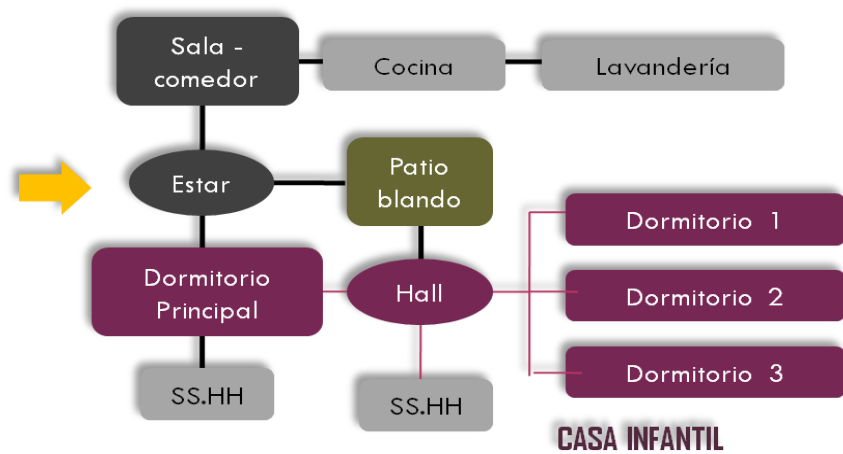 Sala -
comedor
Cocina
Lavandería
Estar
Patio
blando
Dormitorio 1
Dormitorio
Principal
Hall
Dormitorio 2
SS.HH
SS.HH
Dormitorio 3
CASA INFANTIL